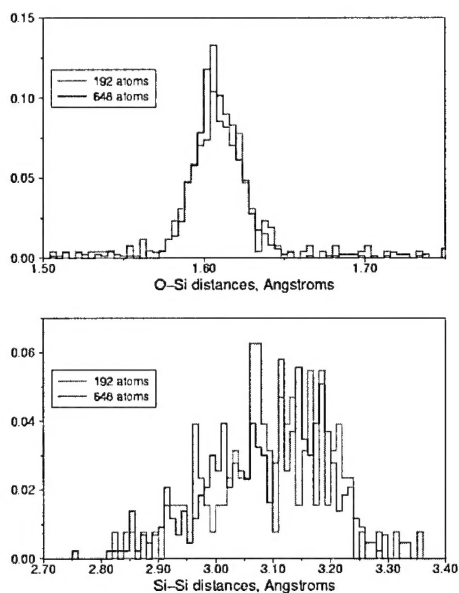 0.15
192 atoms
648 atoms
0.10
0.05
0.00
1.50 1.60 1.70
O–Si distances, Angstroms
0.06
192 atoms
648 atoms
0.04
0.02
0.00
2.70 2.80 2.90 3.00 3.10 3.20 3.30 3.40
Si–Si distances, Angstroms